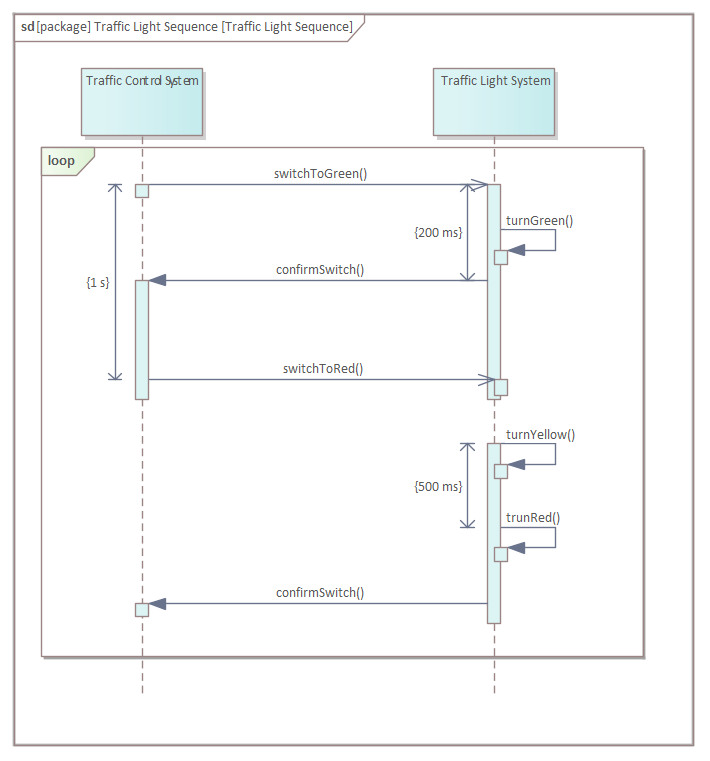 sd [package] Traffic Light Sequence [Traffic Light Sequence]
Traffic Control System
Traffic Light System
loop
switchToGreen()
turnGreen()
{200 ms}
confirmSwitch()
{1 s}
switchToRed()
turnYellow()
{500 ms}
trunRed()
confirmSwitch()